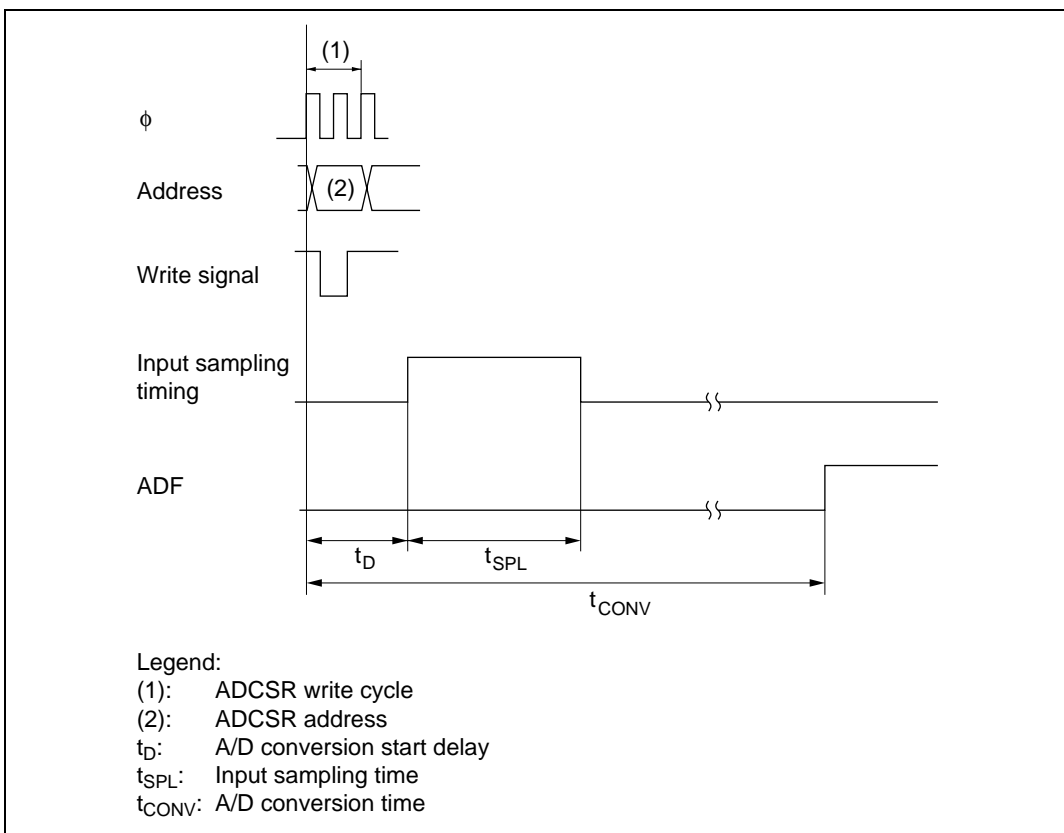 (1)
ϕ
Address
(2)
Write signal
Input sampling
timing
ADF
tD
tSPL
tCONV
Legend:
(1): ADCSR write cycle
(2): ADCSR address
tD: A/D conversion start delay
tSPL: Input sampling time
tCONV: A/D conversion time